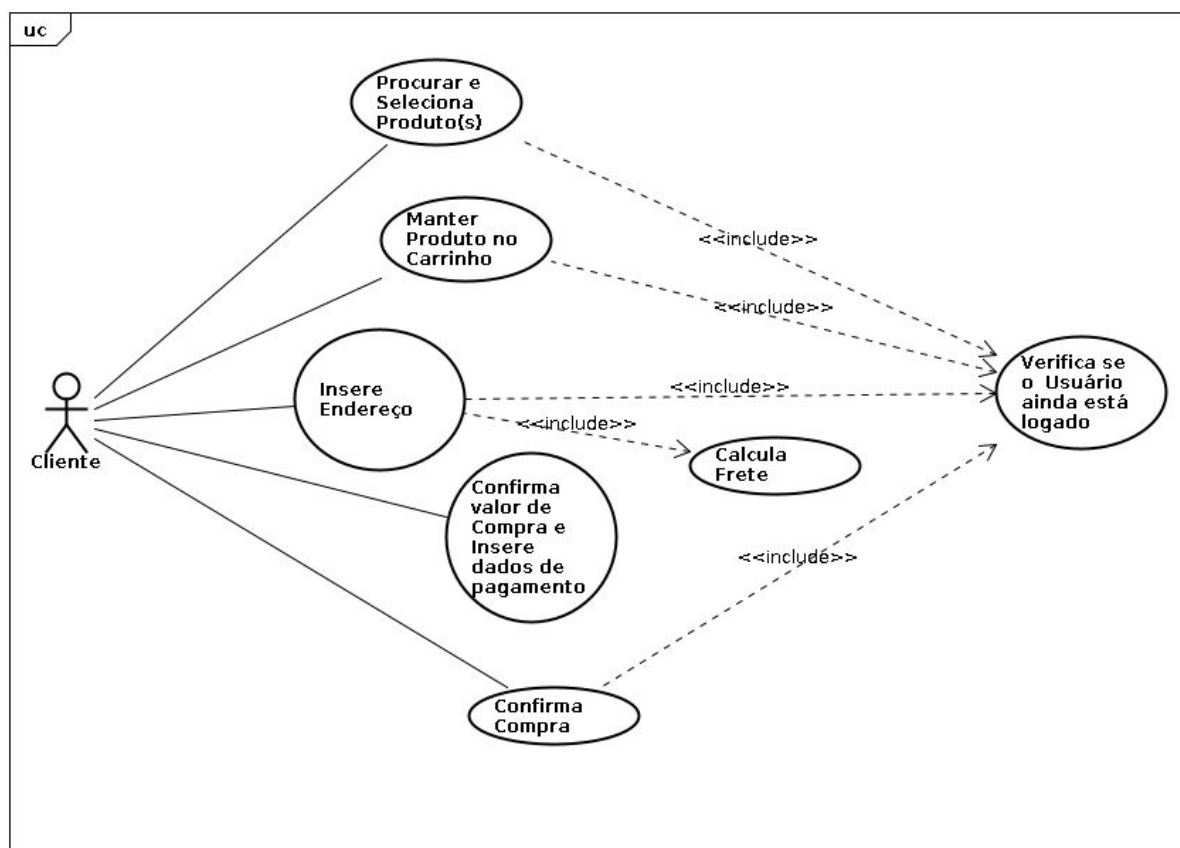 uc
Procurar e
Seleciona
Produto(s)
<<include>>
Manter
Produto no
Carrinho
<<include>>
Insere
Endereço
<<include>>
<<include>>
Verifica se
o Usuário
ainda está
logado
Cliente
Calcula
Frete
Confirma
valor de
Compra e
Insere
dados de
pagamento
<<include>>
Confirma
Compra